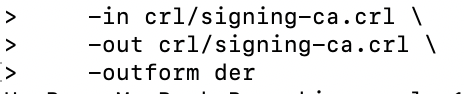 >     -in crl/signing-ca.crl \
>     -out crl/signing-ca.crl \
>     -outform der